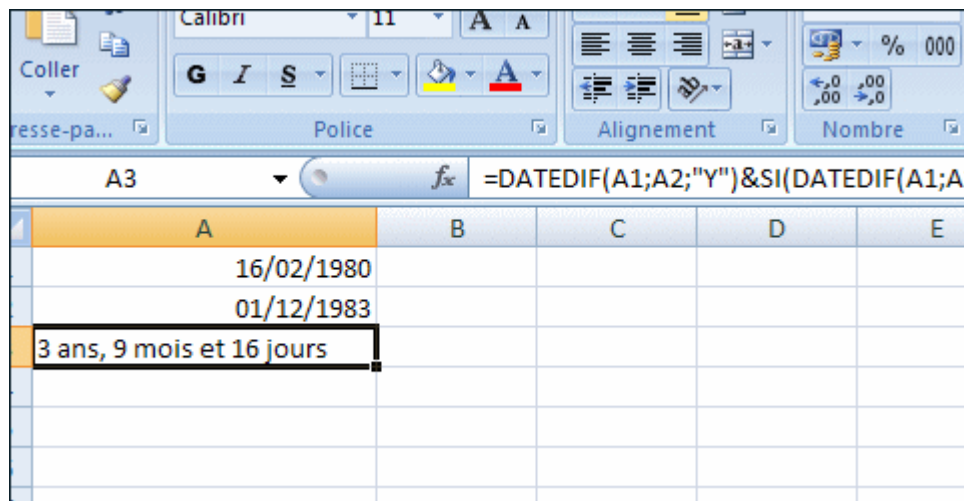 Calibri 11 A A
Coller
G I S A
% 000
,0 ,00
,00 ,0
resse-pa... Police Alignement Nombre
A3 fx =DATEDIF(A1;A2;"Y")&SI(DATEDIF(A1;A
A B C D E
16/02/1980
01/12/1983
3 ans, 9 mois et 16 jours